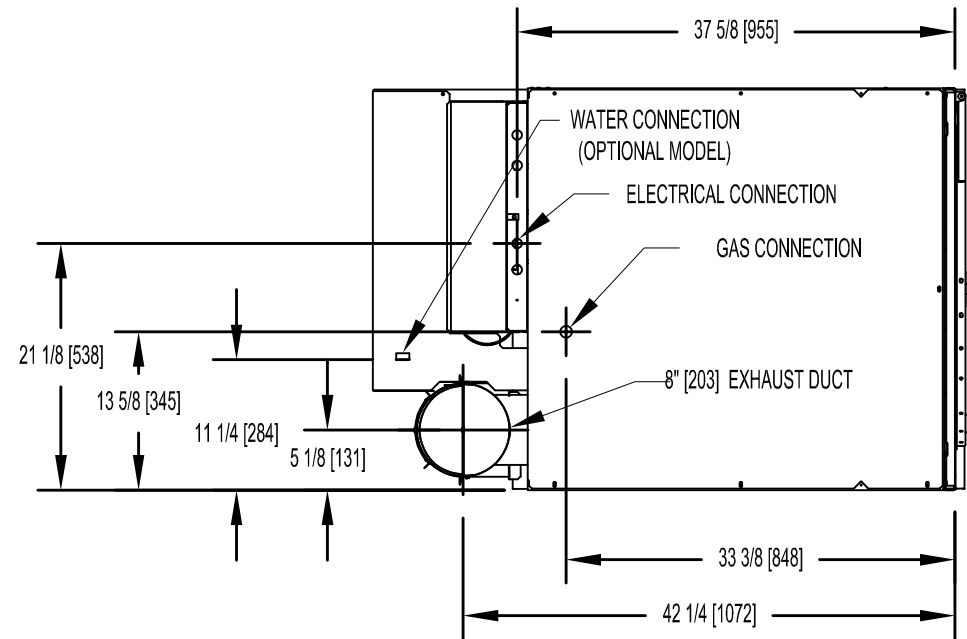 37 5/8 [955]
WATER CONNECTION
(OPTIONAL MODEL)
ELECTRICAL CONNECTION
GAS CONNECTION
21 1/8 [538]
13 5/8 [345]
8" [203] EXHAUST DUCT
11 1/4 [284]
5 1/8 [131]
33 3/8 [848]
42 1/4 [1072]